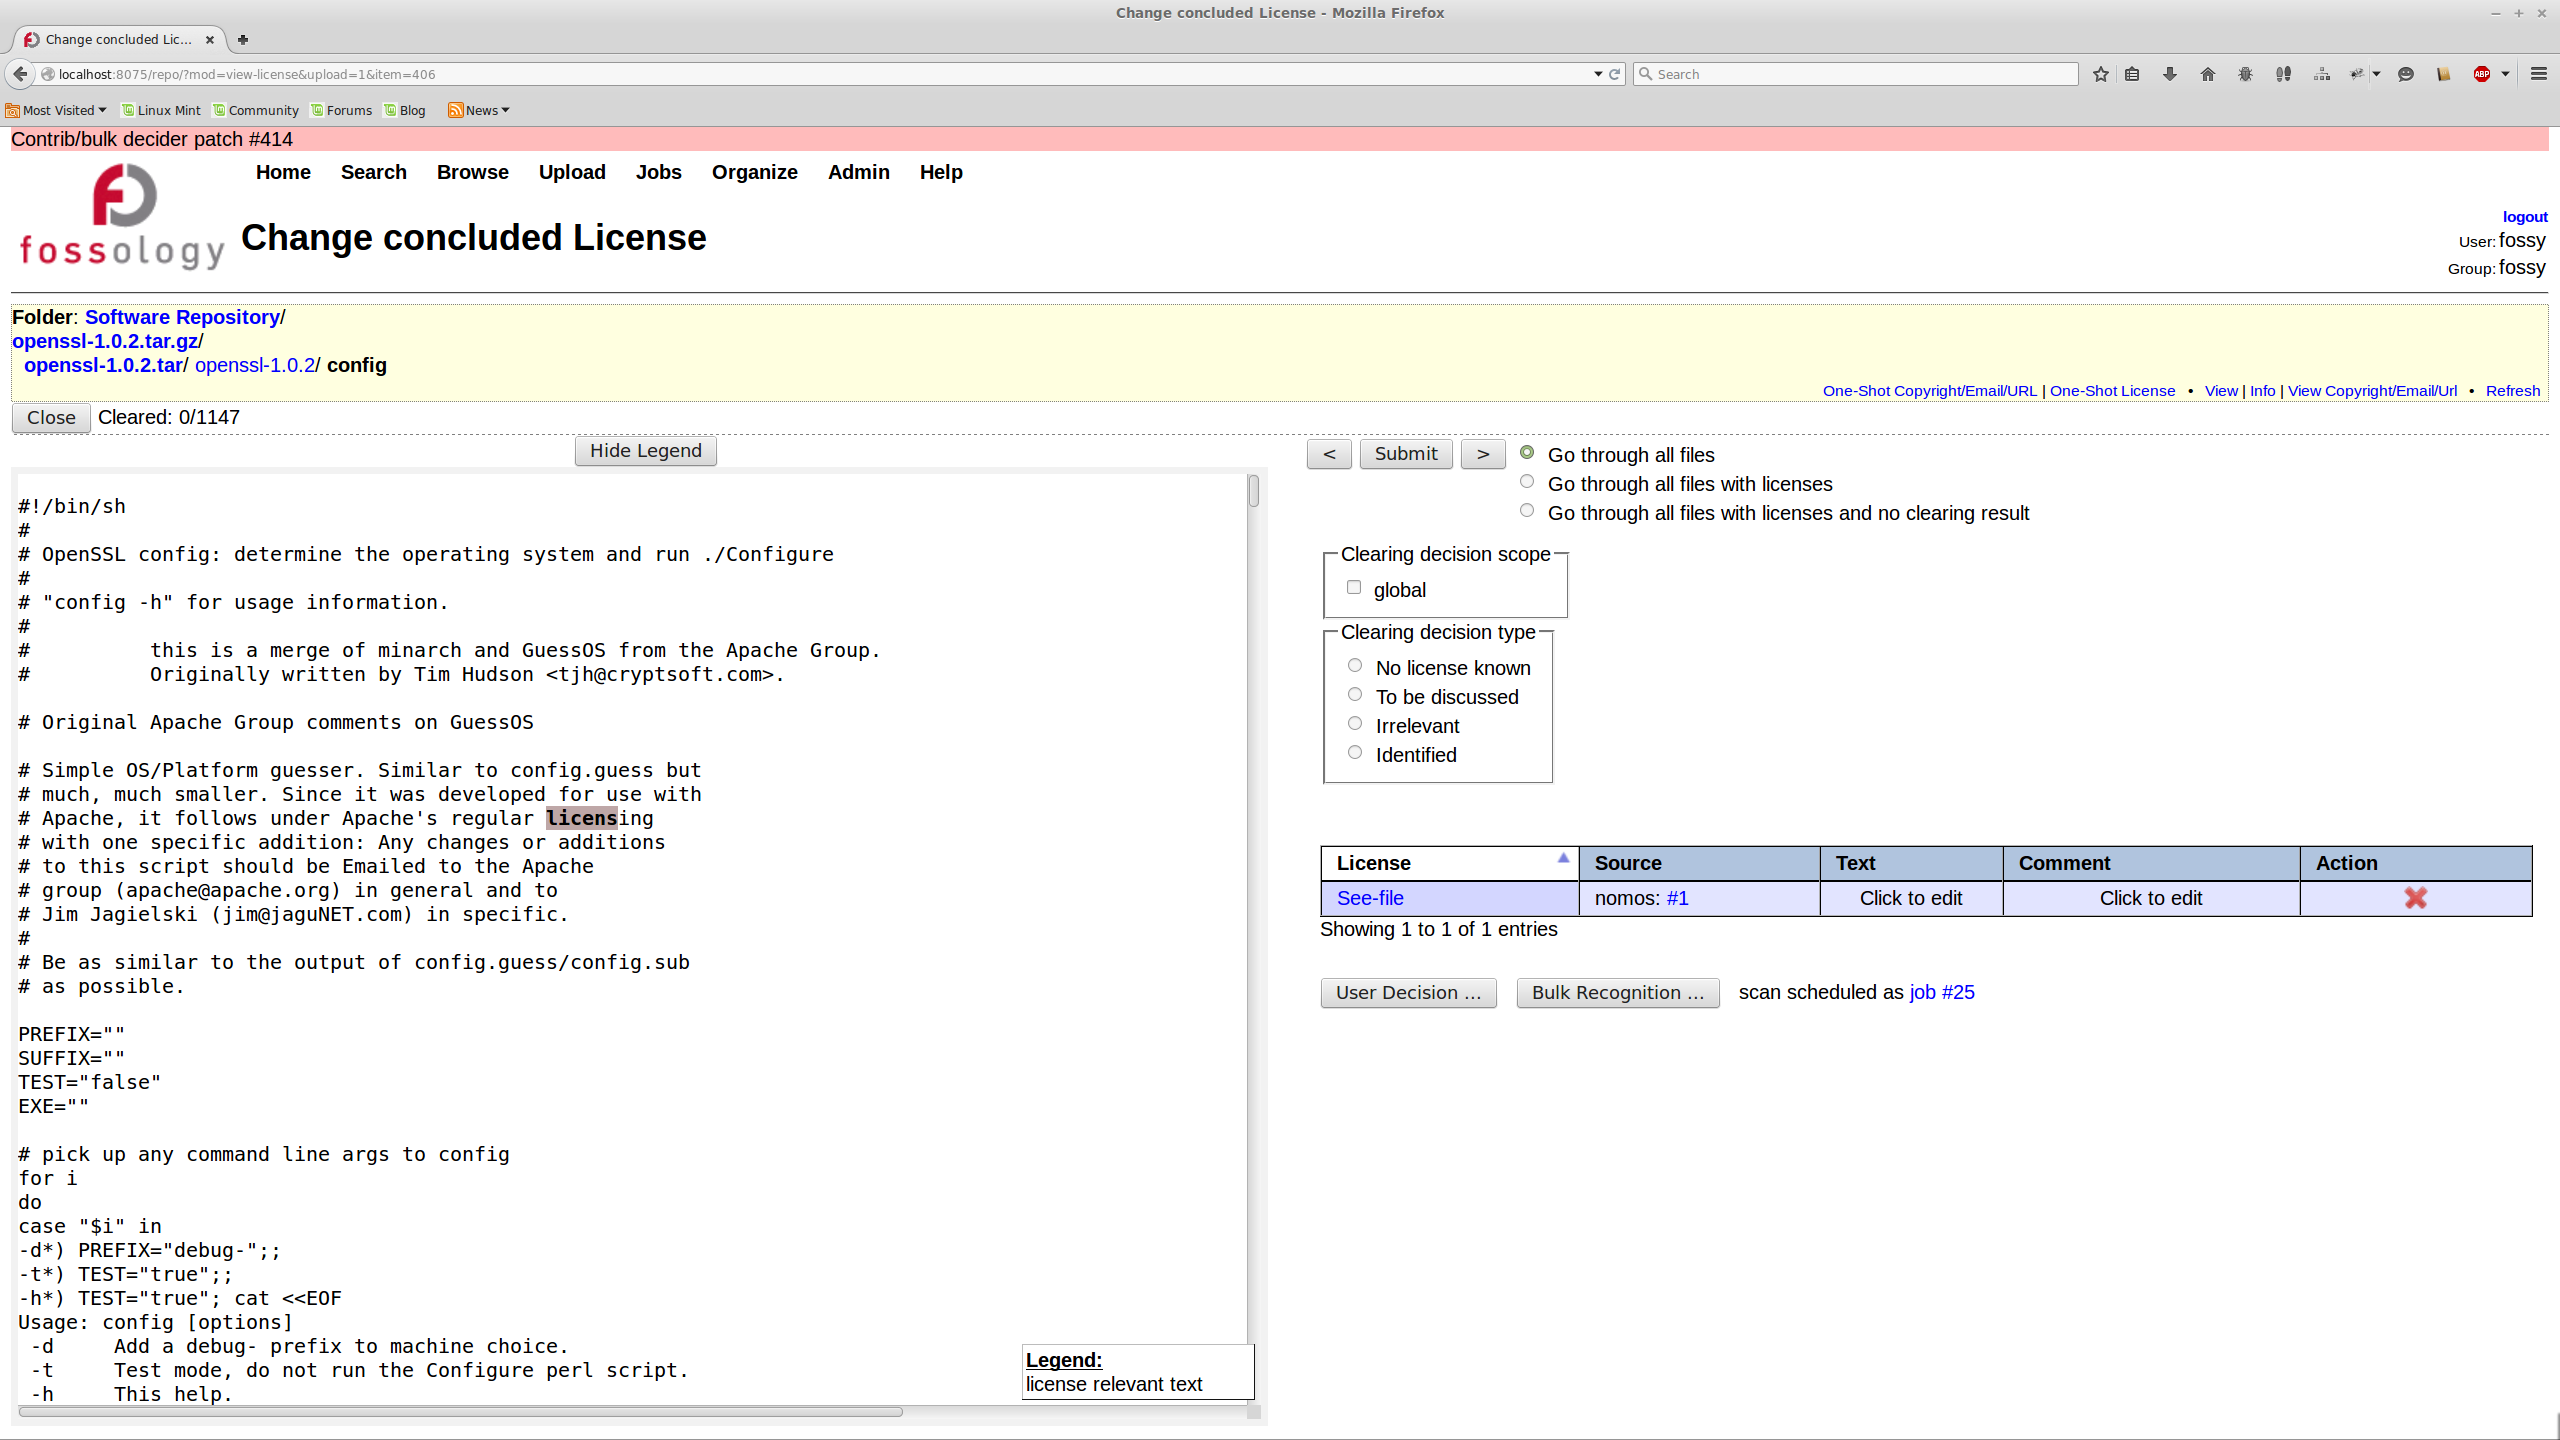 Change concluded License - Mozilla Firefox
Change concluded Lic...
localhost:8075/repo/?mod=view-license&upload=1&item=406
Search
ABP
Most Visited
Linux Mint
Community
Forums
Blog
News
Contrib/bulk decider patch #414
fossology
Home Search Browse Upload Jobs Organize Admin Help
Change concluded License
logout
User: fossy
Group: fossy
Folder: Software Repository/
openssl-1.0.2.tar.gz/
openssl-1.0.2.tar/ openssl-1.0.2/ config
One-Shot Copyright/Email/URL | One-Shot License • View | Info | View Copyright/Email/Url • Refresh
Close Cleared: 0/1147
Hide Legend
#!/bin/sh
#
# OpenSSL config: determine the operating system and run ./Configure
#
# "config -h" for usage information.
#
#          this is a merge of minarch and GuessOS from the Apache Group.
#          Originally written by Tim Hudson <tjh@cryptsoft.com>.
# Original Apache Group comments on GuessOS
# Simple OS/Platform guesser. Similar to config.guess but
# much, much smaller. Since it was developed for use with
# Apache, it follows under Apache's regular licensing
# with one specific addition: Any changes or additions
# to this script should be Emailed to the Apache
# group (apache@apache.org) in general and to
# Jim Jagielski (jim@jaguNET.com) in specific.
#
# Be as similar to the output of config.guess/config.sub
# as possible.
PREFIX=""
SUFFIX=""
TEST="false"
EXE=""
# pick up any command line args to config
for i
do
case "$i" in
-d*) PREFIX="debug-";;
-t*) TEST="true";;
-h*) TEST="true"; cat <<EOF
Usage: config [options]
 -d     Add a debug- prefix to machine choice.
 -t     Test mode, do not run the Configure perl script.
 -h     This help.
Legend:
license relevant text
< Submit >
Go through all files
Go through all files with licenses
Go through all files with licenses and no clearing result
Clearing decision scope
global
Clearing decision type
No license known
To be discussed
Irrelevant
Identified
License Source Text Comment Action
See-file nomos: #1 Click to edit Click to edit
Showing 1 to 1 of 1 entries
User Decision ... Bulk Recognition ... scan scheduled as job #25